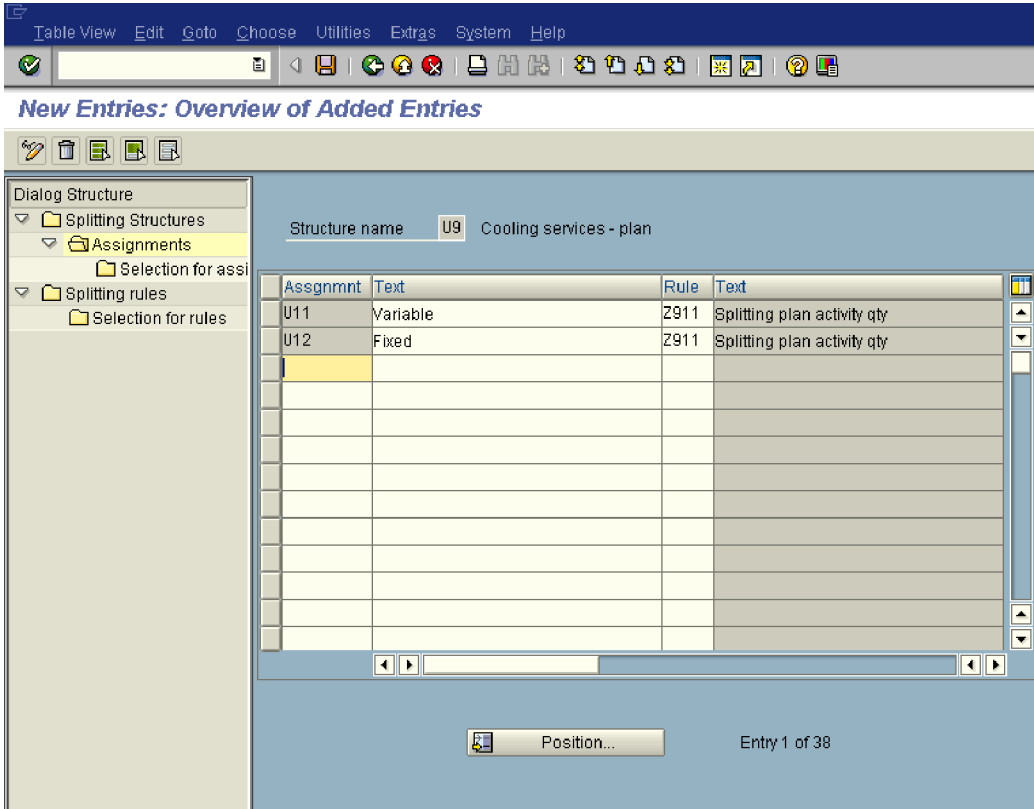 Table View Edit Goto Choose Utilities Extras System Help
New Entries: Overview of Added Entries
Dialog Structure
Splitting Structures
Assignments
Selection for assi
Splitting rules
Selection for rules
Structure name U9 Cooling services - plan
Assgnmnt Text Rule Text
U11 Variable Z911 Splitting plan activity qty
U12 Fixed Z911 Splitting plan activity qty
Position... Entry 1 of 38